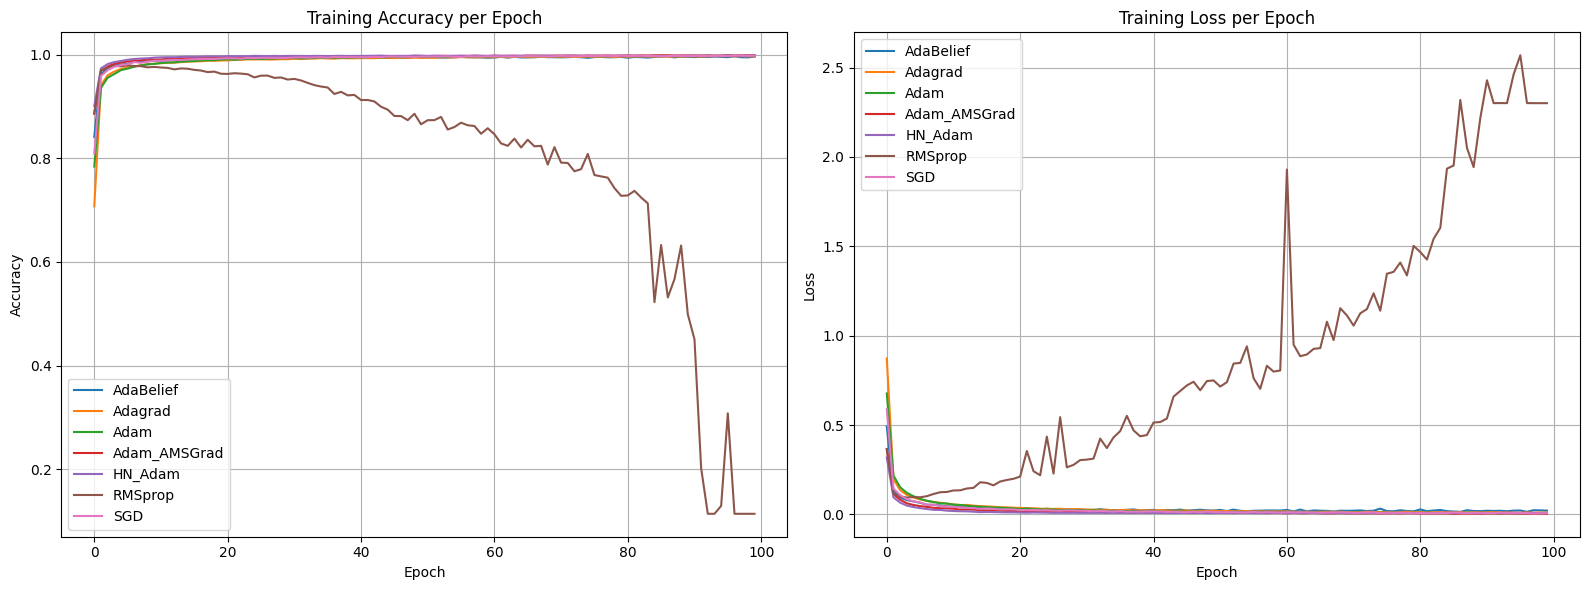 Training Accuracy per Epoch
1.0
0.8
0.6
0.4
0.2
Accuracy
AdaBelief
Adagrad
Adam
Adam_AMSGrad
HN_Adam
RMSprop
SGD
0 20 40 60 80 100
Epoch
Training Loss per Epoch
AdaBelief
Adagrad
Adam
Adam_AMSGrad
HN_Adam
RMSprop
SGD
2.5
2.0
1.5
1.0
0.5
0.0
Loss
0 20 40 60 80 100
Epoch